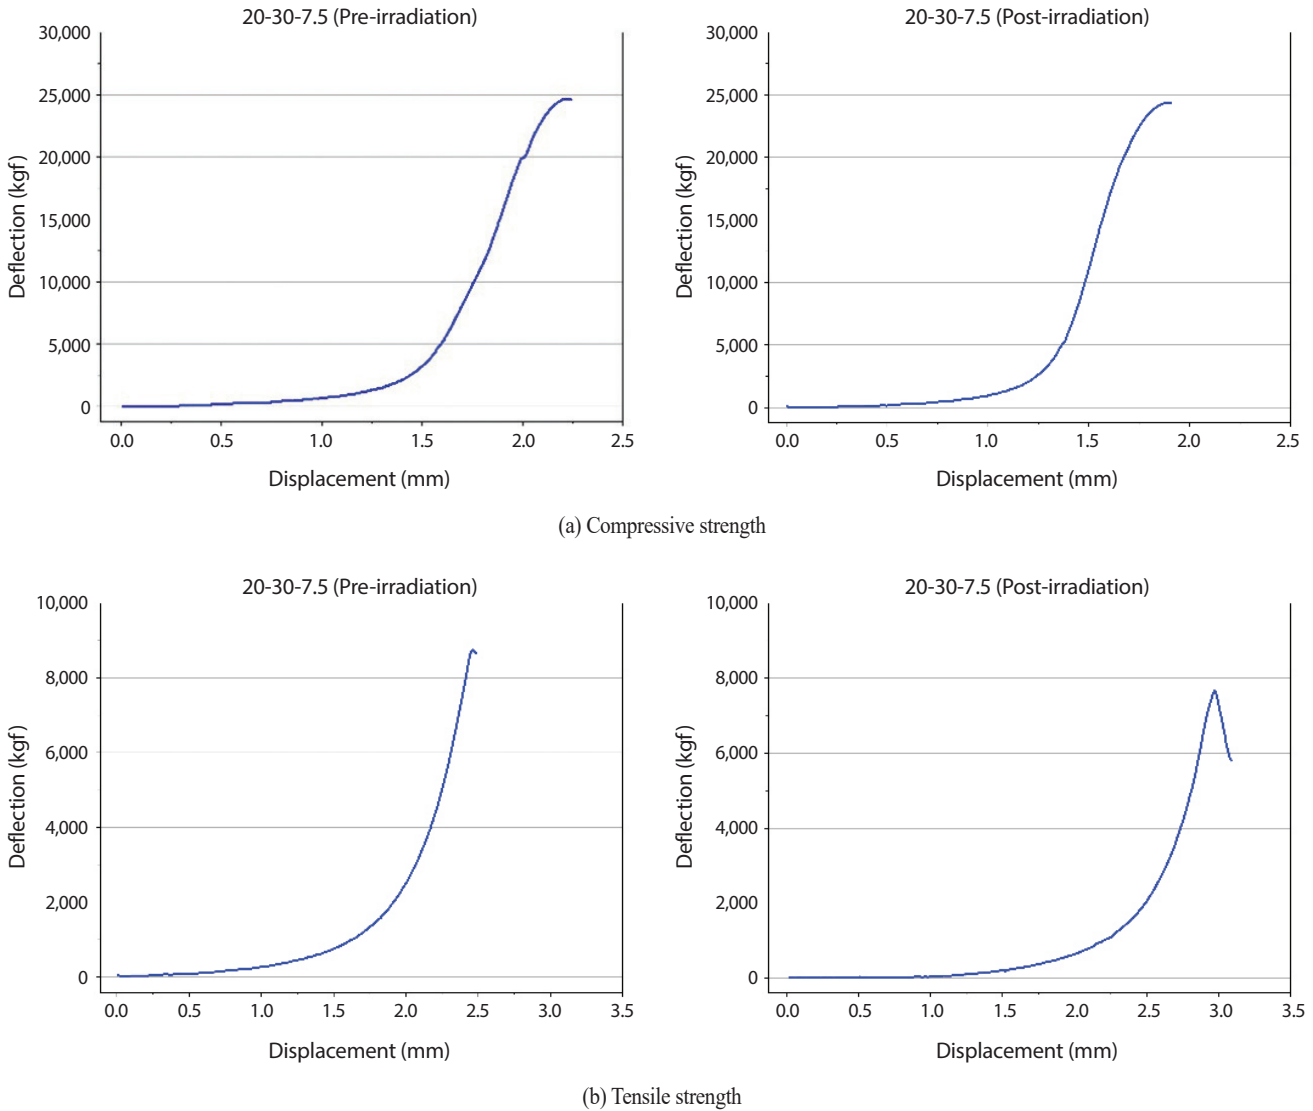 20-30-7.5 (Pre-irradiation)
30,000
25,000
20,000
15,000
10,000
5,000
0
Deflection (kgf)
0.0 0.5 1.0 1.5 2.0 2.5
Displacement (mm)
20-30-7.5 (Post-irradiation)
30,000
25,000
20,000
15,000
10,000
5,000
0
Deflection (kgf)
0.0 0.5 1.0 1.5 2.0 2.5
Displacement (mm)
(a) Compressive strength
20-30-7.5 (Pre-irradiation)
10,000
8,000
6,000
4,000
2,000
0
Deflection (kgf)
0.0 0.5 1.0 1.5 2.0 2.5 3.0 3.5
Displacement (mm)
20-30-7.5 (Post-irradiation)
10,000
8,000
6,000
4,000
2,000
0
Deflection (kgf)
0.0 0.5 1.0 1.5 2.0 2.5 3.0 3.5
Displacement (mm)
(b) Tensile strength